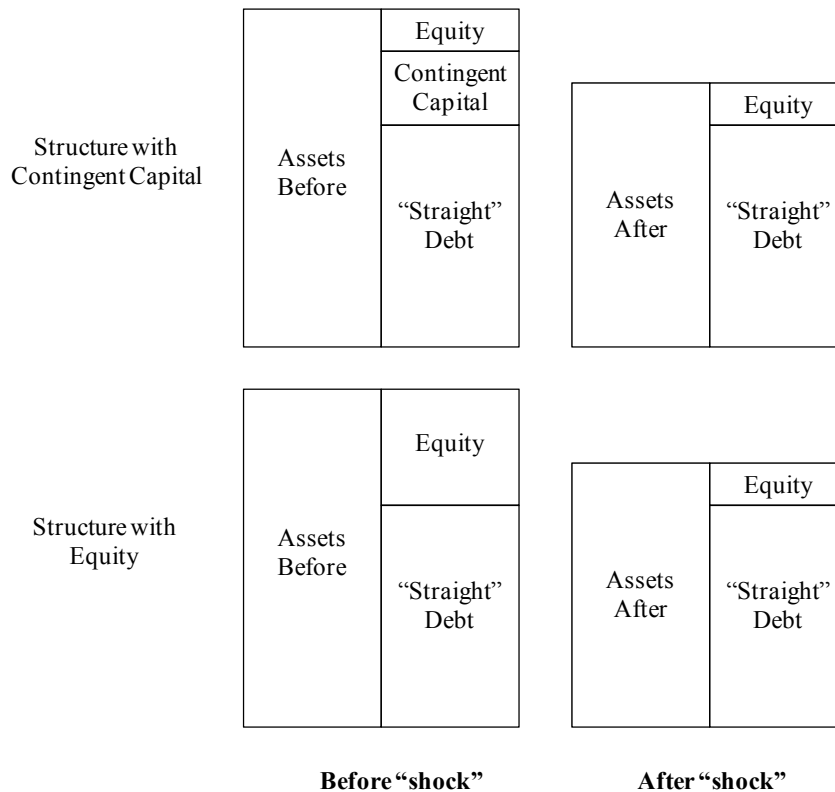 Equity
Contingent
Capital
Equity
Structure with
Contingent Capital
Assets
Before
“Straight”
Debt
Assets
After
“Straight”
Debt
Equity
Equity
Structure with
Equity
Assets
Before
“Straight”
Debt
Assets
After
“Straight”
Debt
Before “shock”
After “shock”